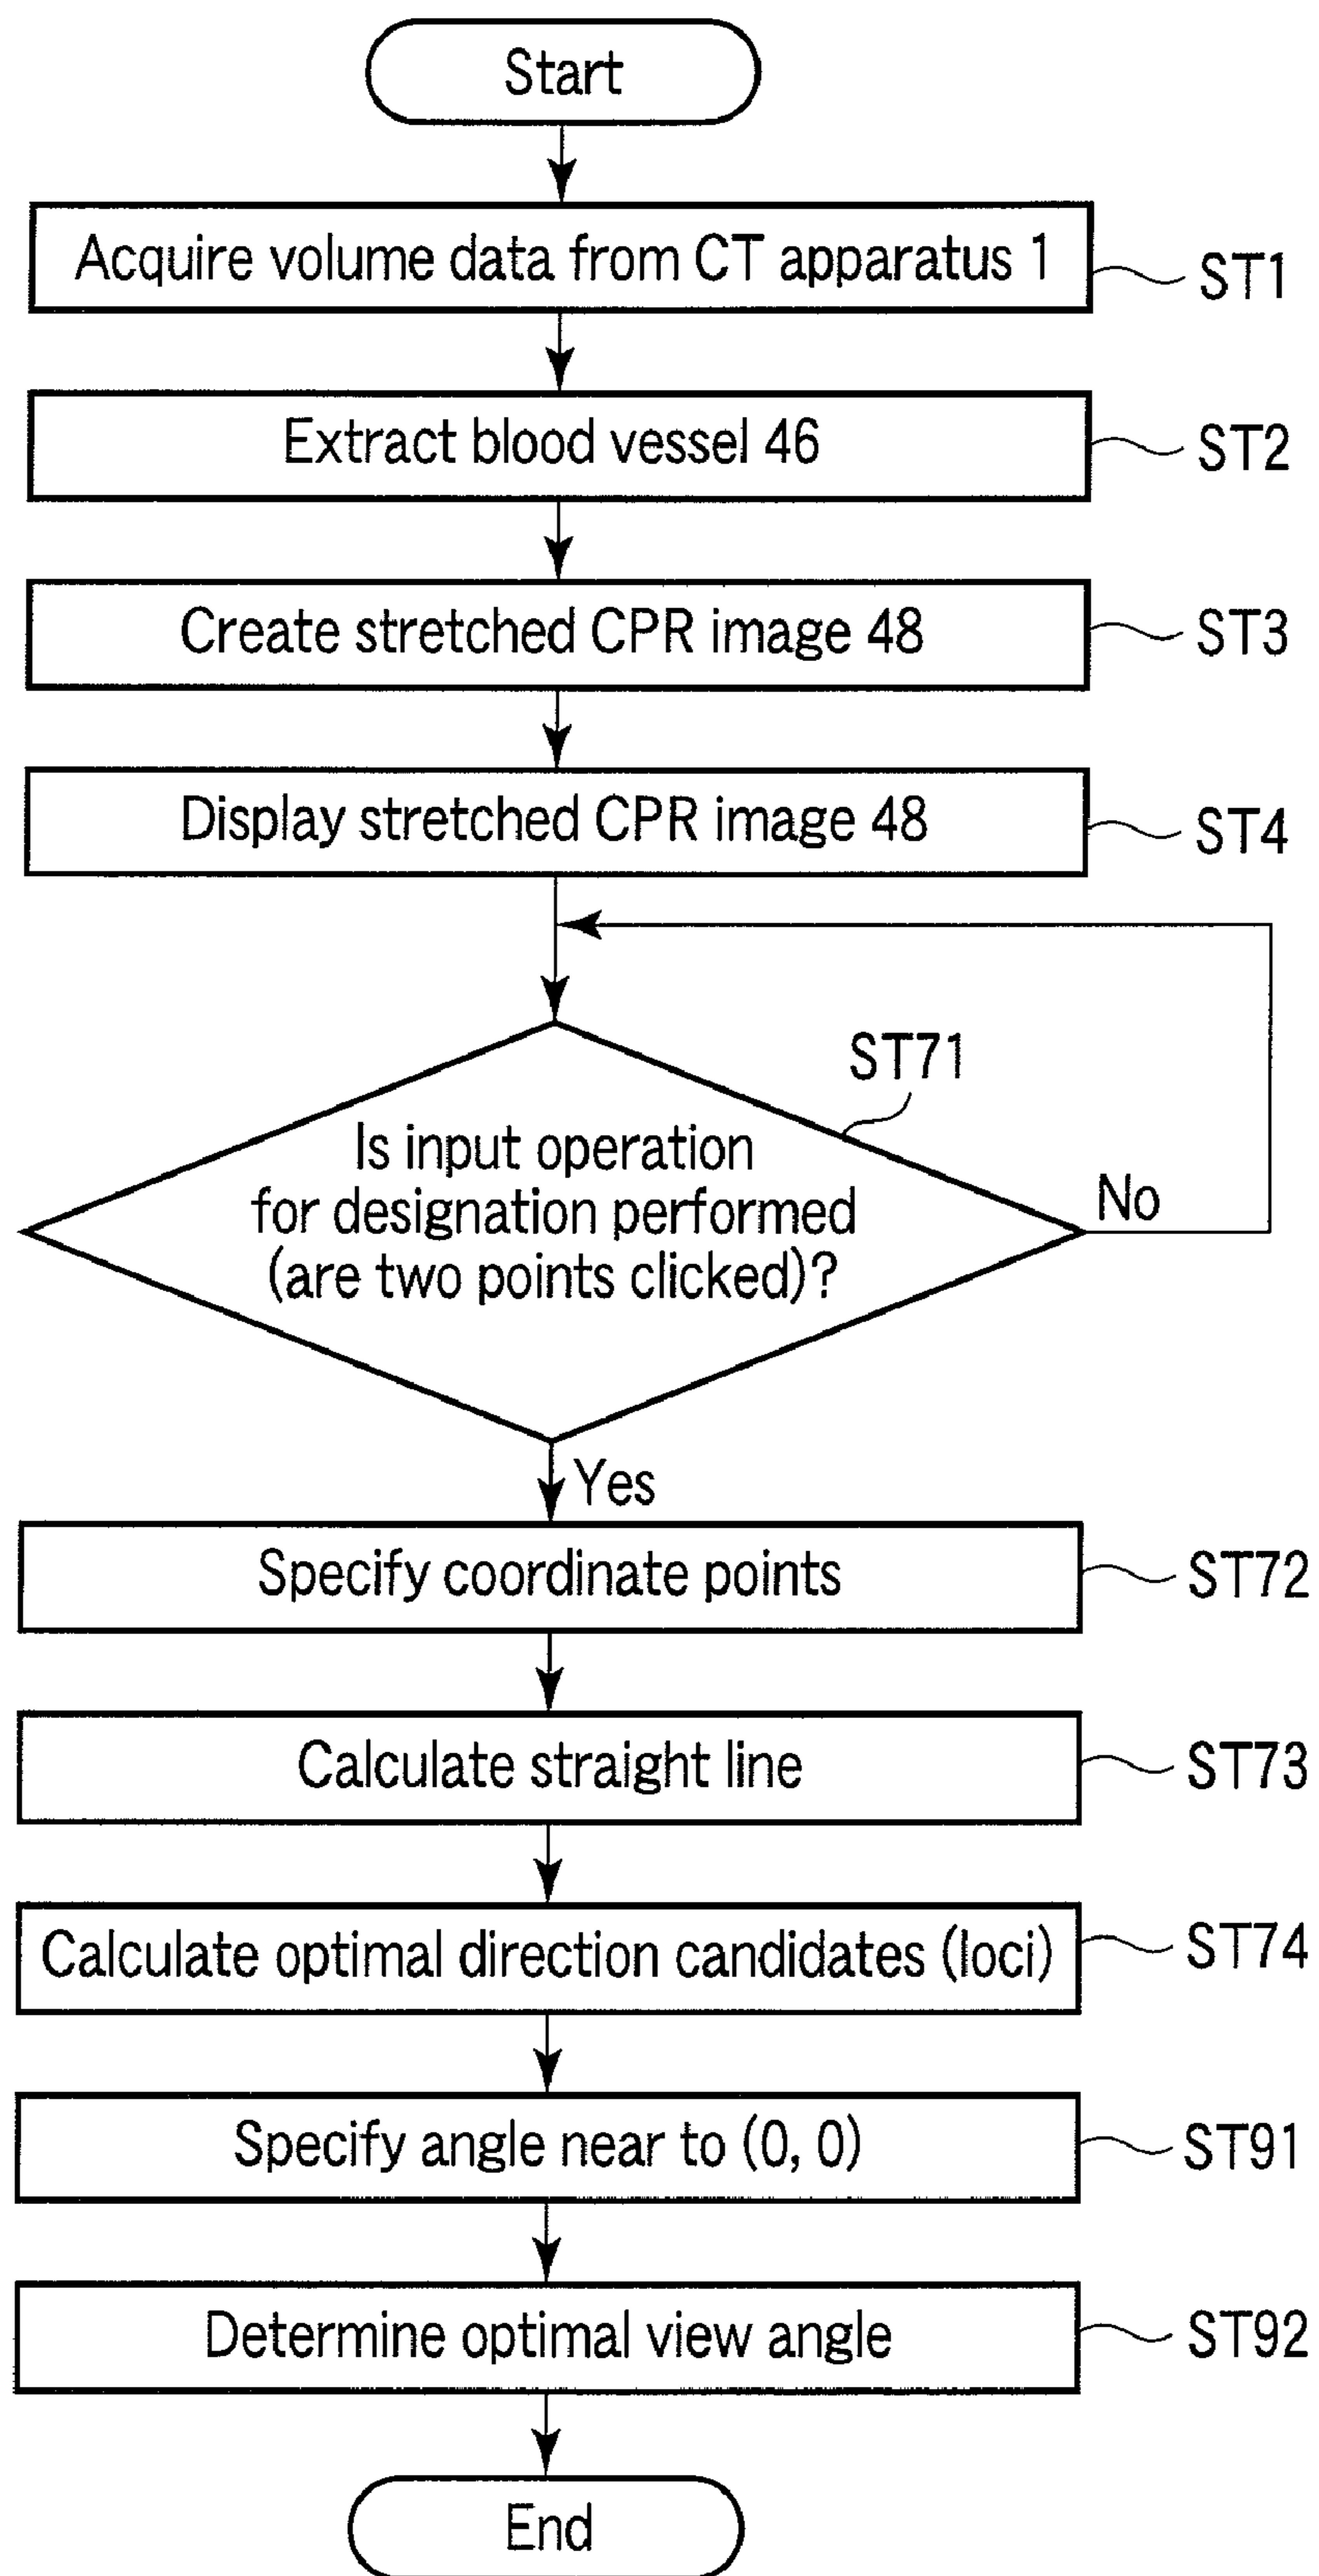 Start
Acquire volume data from CT apparatus 1
ST1
Extract blood vessel 46
ST2
Create stretched CPR image 48
ST3
Display stretched CPR image 48
ST4
ST71
Is input operation
for designation performed
(are two points clicked)?
No
Yes
Specify coordinate points
ST72
Calculate straight line
ST73
Calculate optimal direction candidates (loci)
ST74
Specify angle near to (0, 0)
ST91
Determine optimal view angle
ST92
End